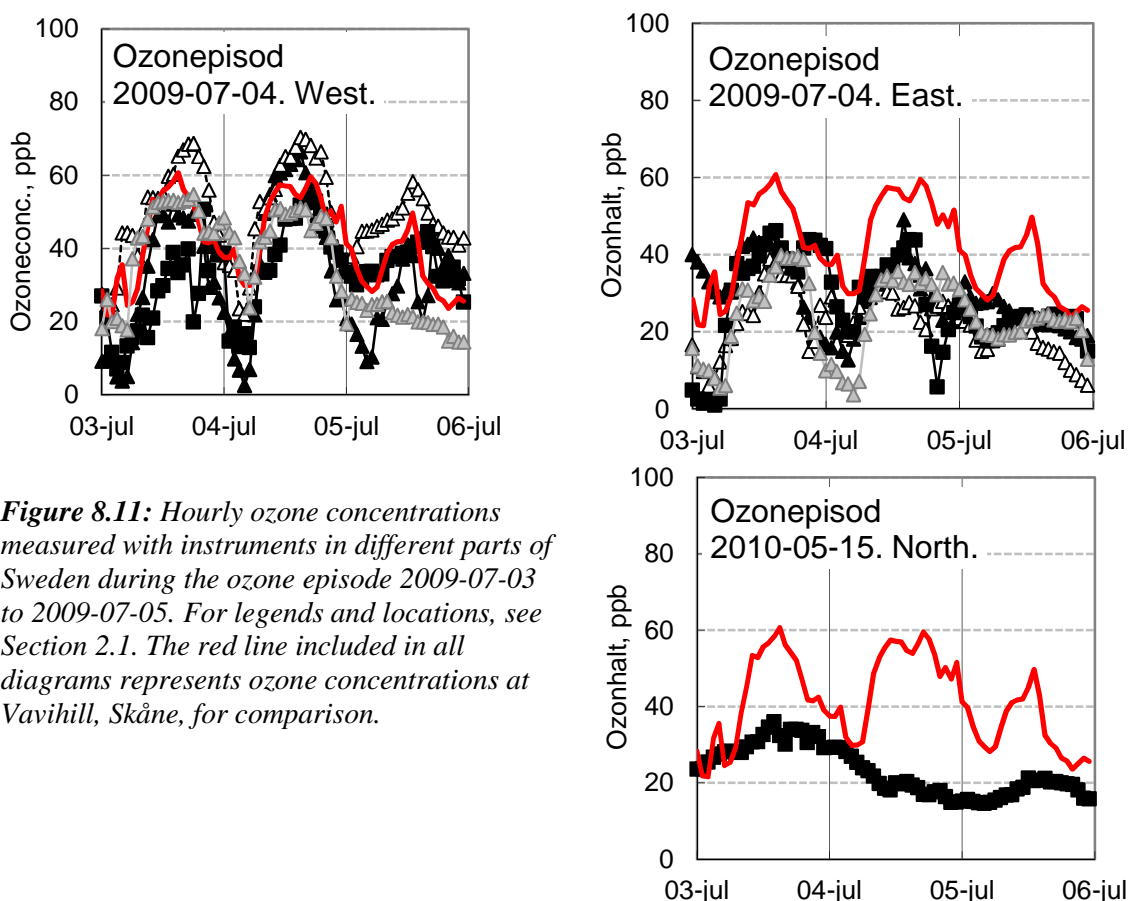 100
80
60
40
20
0
Ozoneconc., ppb
Ozonepisod
2009-07-04. West.
03-jul 04-jul 05-jul 06-jul
100
80
60
40
20
0
Ozonhalt, ppb
Ozonepisod
2009-07-04. East.
03-jul 04-jul 05-jul 06-jul
Figure 8.11: Hourly ozone concentrations
measured with instruments in different parts of
Sweden during the ozone episode 2009-07-03
to 2009-07-05. For legends and locations, see
Section 2.1. The red line included in all
diagrams represents ozone concentrations at
Vavihill, Skåne, for comparison.
100
80
60
40
20
0
Ozonhalt, ppb
Ozonepisod
2010-05-15. North.
03-jul 04-jul 05-jul 06-jul